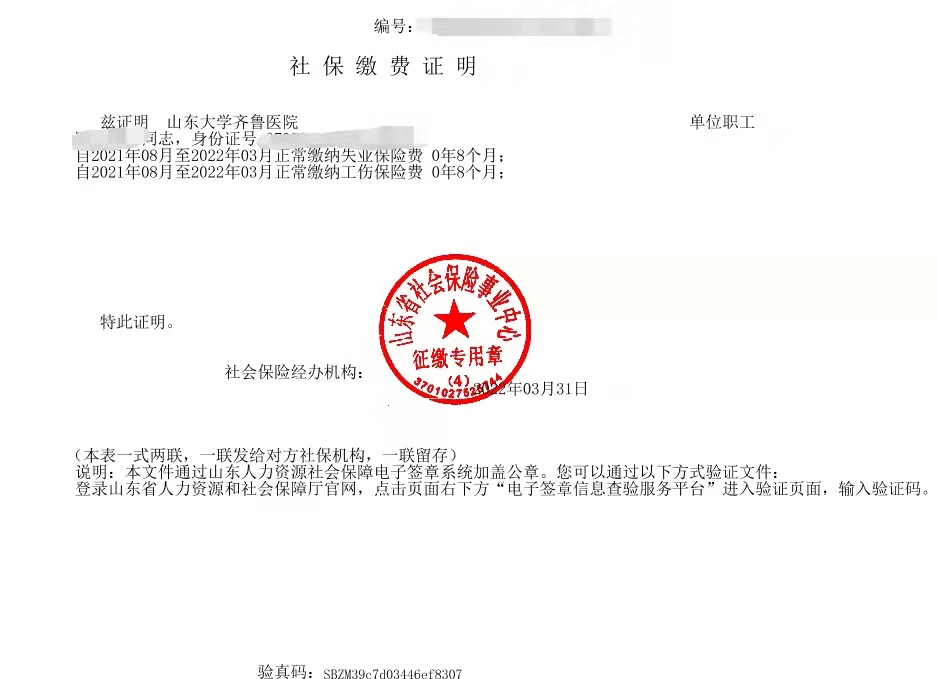 编号：
社保缴费证明
兹证明 山东大学齐鲁医院 单位职工
同志，身份证号
自2021年08月至2022年03月正常缴纳失业保险费 0年8个月；
自2021年08月至2022年03月正常缴纳工伤保险费 0年8个月；
山东省社会保险事业中心
特此证明。
征缴专用章
社会保险经办机构：
(4)
2022年03月31日
（本表一式两联，一联发给对方社保机构，一联留存）
说明：本文件通过山东人力资源社会保障电子签章系统加盖公章。您可以通过以下方式验证文件：
登录山东省人力资源和社会保障厅官网，点击页面右下方“电子签章信息查验服务平台”进入验证页面，输入验证码。
验真码：SBZM39c7d03446ef8307